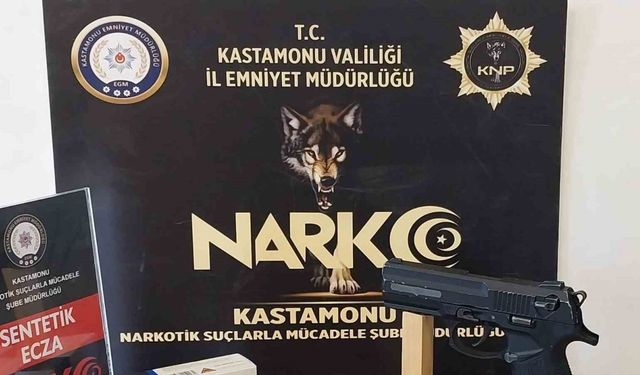 T.C.
KASTAMONU VALİLİĞİ
İL EMNİYET MÜDÜRLÜĞÜ
KASTAMONU EMNİYET MÜDÜRLÜĞÜ
EGM
KNP
NARKO
KASTAMONU
NARKOTİK SUÇLARLA MÜCADELE ŞUBE MÜDÜRLÜĞÜ
KASTAMONU
OTİK SUÇLARLA MÜCADELE
ŞUBE MÜDÜRLÜĞÜ
SENTETİK
ECZA